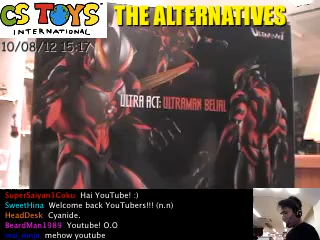 CS TOYS
INTERNATIONAL
THE ALTERNATIVES
10/08/12 15:17
ULTRA ACT: ULTRAMAN BELIAL
SuperSaiyan1Goku Hai YouTube! :)
SweetHina Welcome back YouTubers!!! (n.n)
HeadDesk Cyanide.
BeardMan1989 Youtube! O.O
mehow youtube